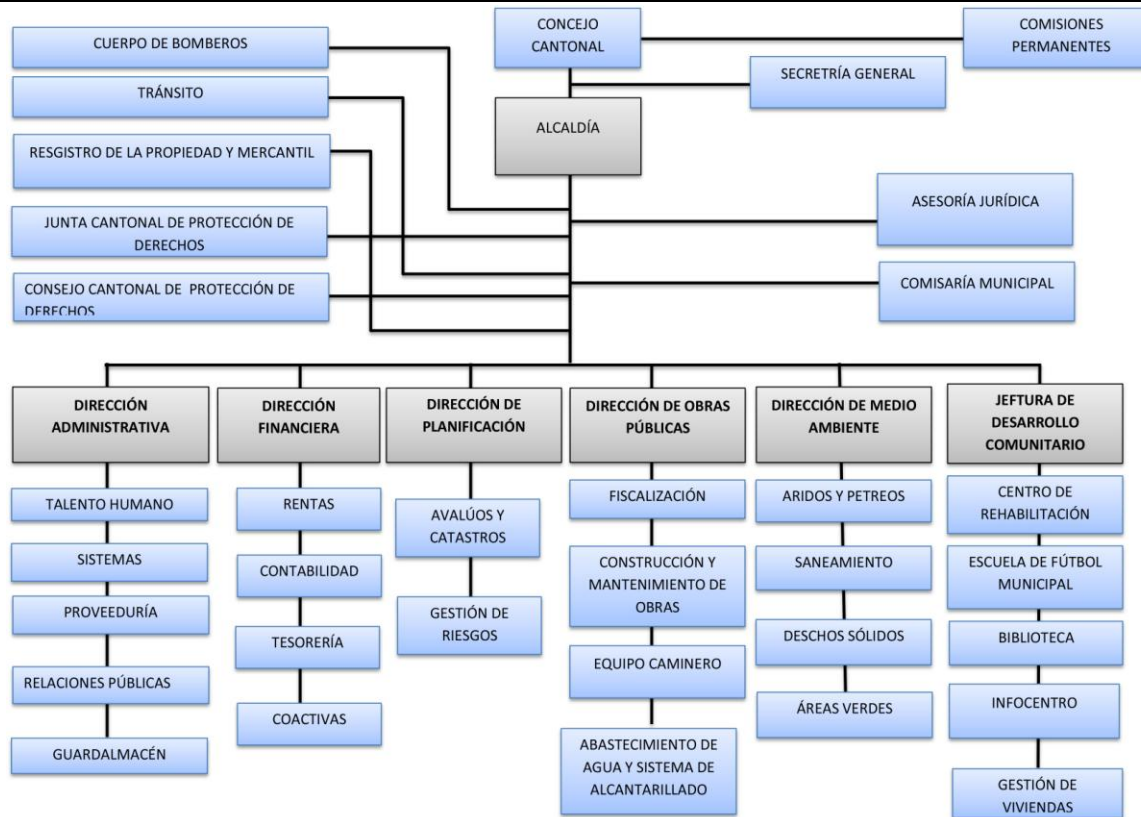 CONCEJO
CANTONAL
COMISIONES
PERMANENTES
CUERPO DE BOMBEROS
SECRETRÍA GENERAL
TRÁNSITO
ALCALDÍA
RESGISTRO DE LA PROPIEDAD Y MERCANTIL
ASESORÍA JURÍDICA
JUNTA CANTONAL DE PROTECCIÓN DE
DERECHOS
CONSEJO CANTONAL DE PROTECCIÓN DE
DERECHOS
COMISARÍA MUNICIPAL
DIRECCIÓN
ADMINISTRATIVA
TALENTO HUMANO
SISTEMAS
PROVEEDURÍA
RELACIONES PÚBLICAS
GUARDALMACÉN
DIRECCIÓN
FINANCIERA
RENTAS
CONTABILIDAD
TESORERÍA
COACTIVAS
DIRECCIÓN DE
PLANIFICACIÓN
AVALÚOS Y
CATASTROS
GESTIÓN DE
RIESGOS
DIRECCIÓN DE OBRAS
PÚBLICAS
FISCALIZACIÓN
CONSTRUCCIÓN Y
MANTENIMIENTO DE
OBRAS
EQUIPO CAMINERO
ABASTECIMIENTO DE
AGUA Y SISTEMA DE
ALCANTARILLADO
DIRECCIÓN DE MEDIO
AMBIENTE
ARIDOS Y PETREOS
SANEAMIENTO
DESCHOS SÓLIDOS
ÁREAS VERDES
JEFTURA DE
DESARROLLO
COMUNITARIO
CENTRO DE
REHABILITACIÓN
ESCUELA DE FÚTBOL
MUNICIPAL
BIBLIOTECA
INFOCENTRO
GESTIÓN DE
VIVIENDAS